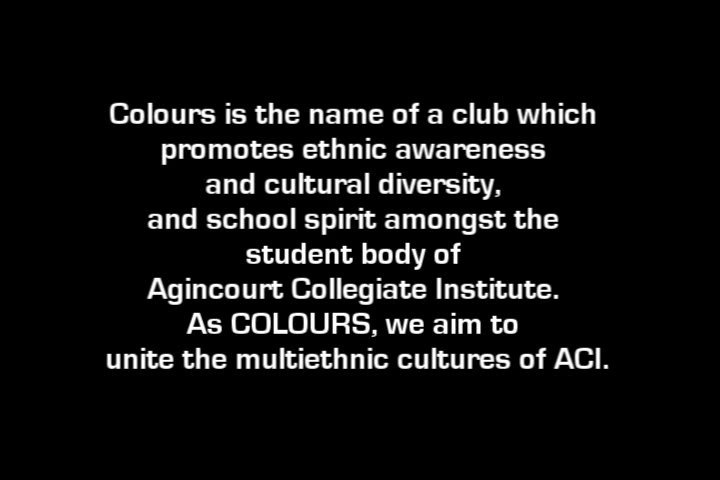 Colours is the name of a club which
promotes ethnic awareness
and cultural diversity,
and school spirit amongst the
student body of
Agincourt Collegiate Institute.
As COLOURS, we aim to
unite the multiethnic cultures of ACI.